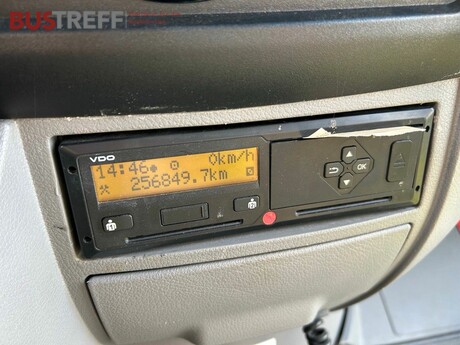 BUSTREFF
VDO
14:46 0km/h
256849.7km
OK